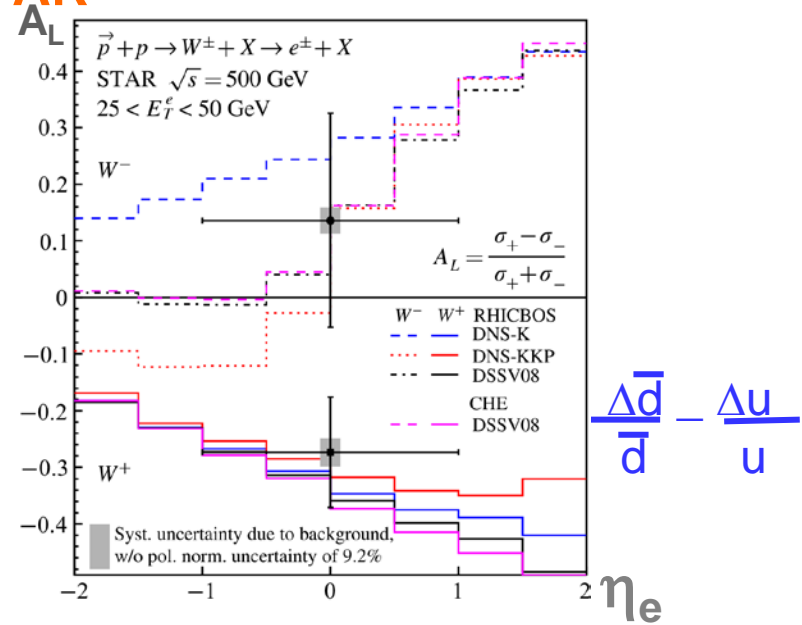 A_L
p⃗ + p → W± + X → e± + X
STAR √s = 500 GeV
25 < E_T^e < 50 GeV
0.4
0.3
0.2
0.1
0
−0.1
−0.2
−0.3
−0.4
W⁻
A_L = (σ₊ − σ₋) / (σ₊ + σ₋)
W⁻ W⁺ RHICBOS
DNS-K
DNS-KKP
DSSV08
CHE
DSSV08
Δd̄/d̄ − Δu/u
W⁺
Syst. uncertainty due to background,
w/o pol. norm. uncertainty of 9.2%
−2 −1 0 1 2
η_e